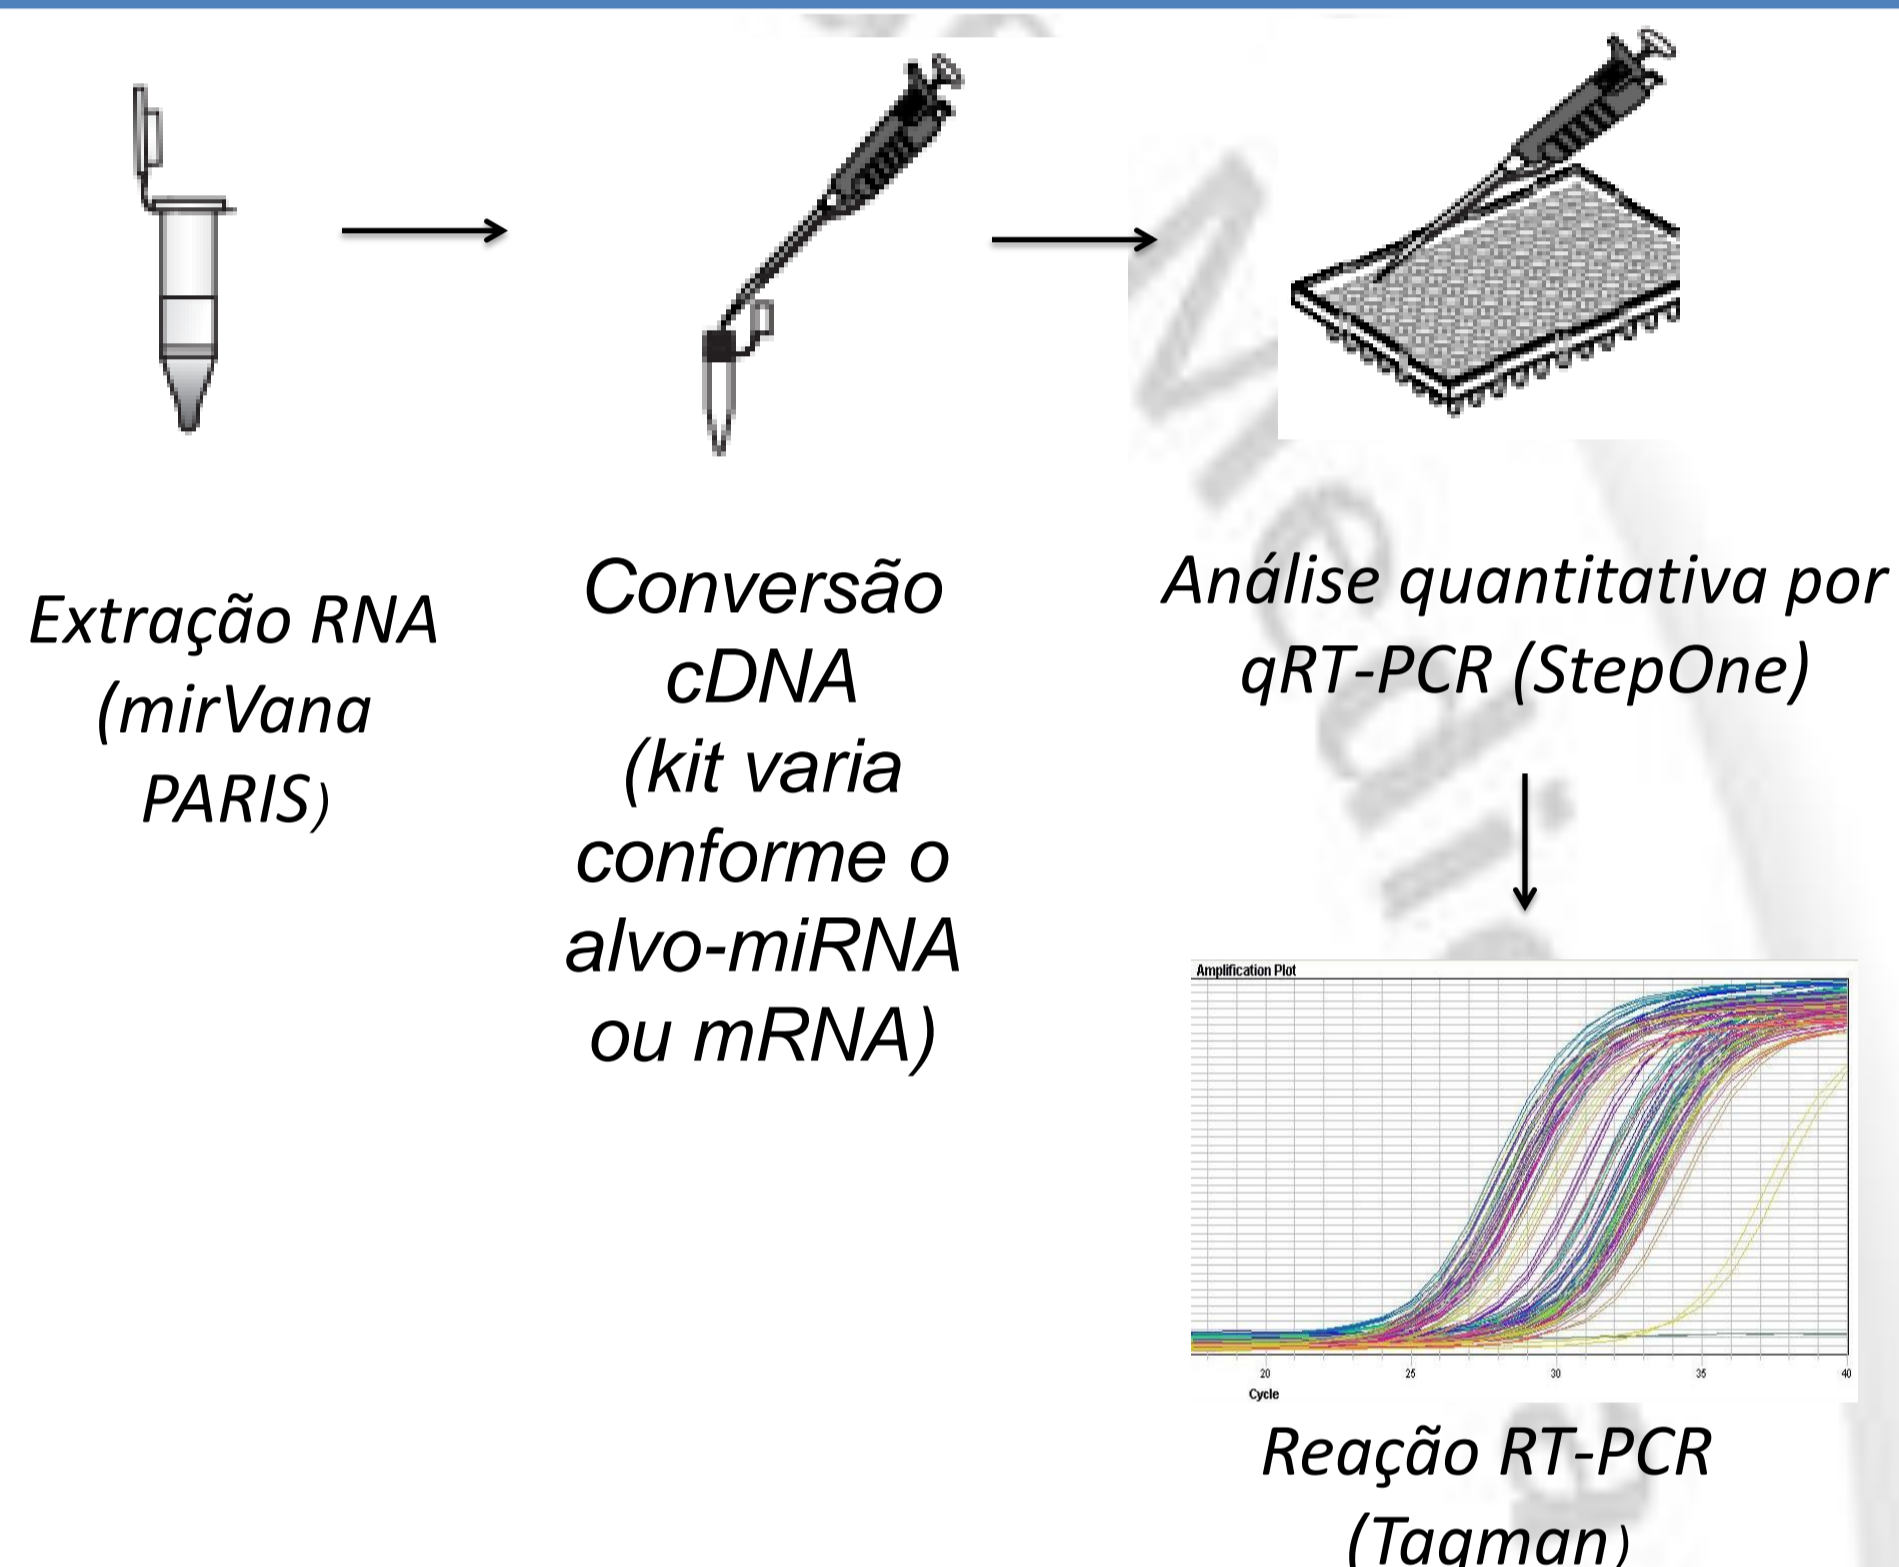 Extração RNA
(mirVana
PARIS)
Conversão
cDNA
(kit varia
conforme o
alvo-miRNA
ou mRNA)
Análise quantitativa por
qRT-PCR (StepOne)
Amplification Plot
20 25 30 35 40
Cycle
Reação RT-PCR
(Taqman)